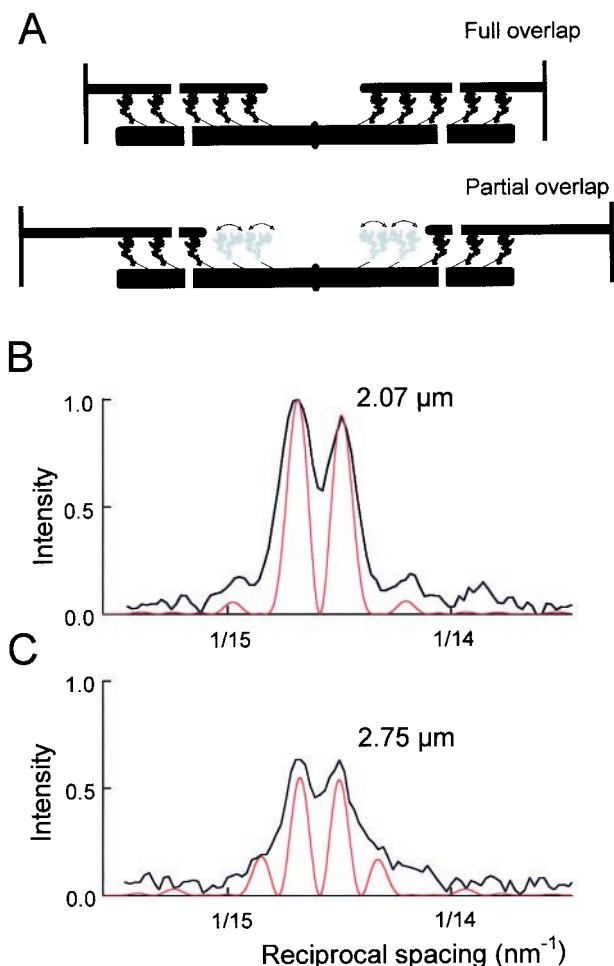 A
Full overlap
Partial overlap
B
2.07 µm
1.0
0.5
0.0
Intensity
1/15
1/14
C
2.75 µm
1.0
0.5
0.0
Intensity
1/15
1/14
Reciprocal spacing (nm⁻¹)